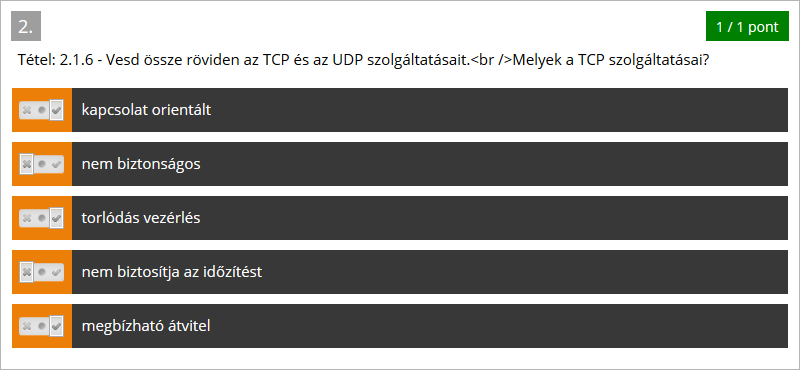 2.
1 / 1 pont
Tétel: 2.1.6 - Vesd össze röviden az TCP és az UDP szolgáltatásait.<br />Melyek a TCP szolgáltatásai?
kapcsolat orientált
nem biztonságos
torlódás vezérlés
nem biztosítja az időzítést
megbízható átvitel